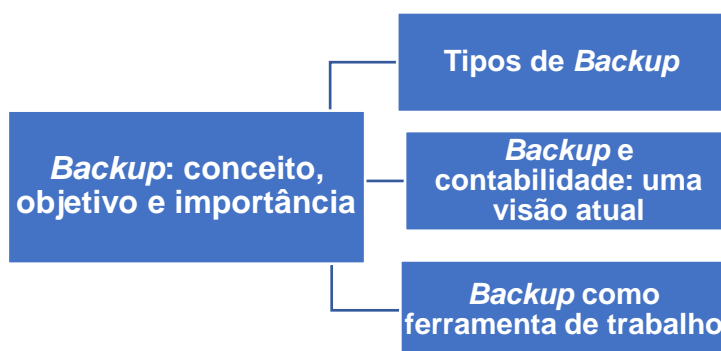 Backup: conceito,
objetivo e importância
Tipos de Backup
Backup e
contabilidade: uma
visão atual
Backup como
ferramenta de trabalho